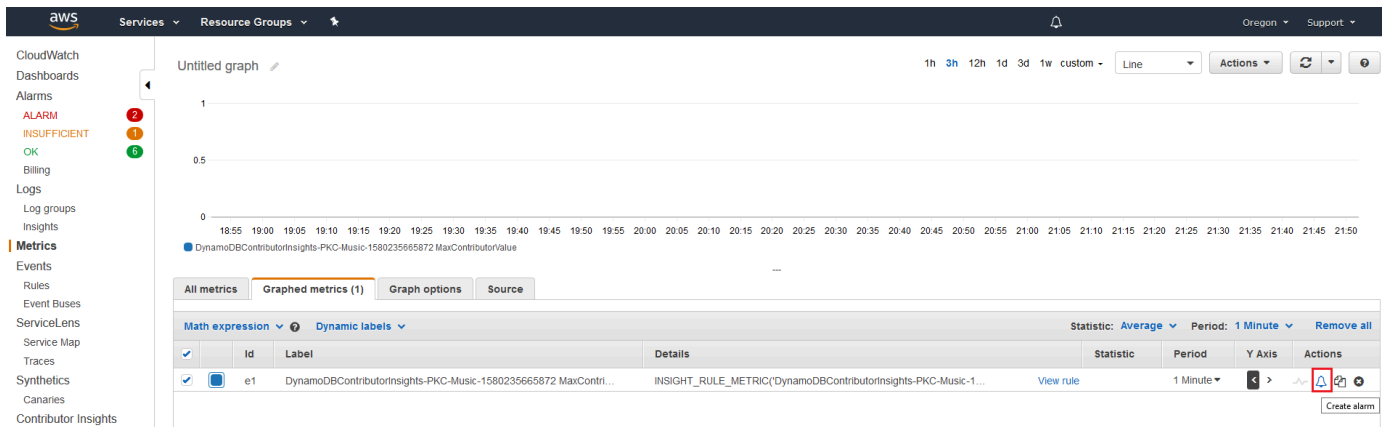 aws Services Resource Groups Oregon Support
CloudWatch
Dashboards
Alarms
ALARM 2
INSUFFICIENT 1
OK 6
Billing
Logs
Log groups
Insights
Metrics
Events
Rules
Event Buses
ServiceLens
Service Map
Traces
Synthetics
Canaries
Contributor Insights
Untitled graph 1h 3h 12h 1d 3d 1w custom Line Actions
1
0.5
0
18:55 19:00 19:05 19:10 19:15 19:20 19:25 19:30 19:35 19:40 19:45 19:50 19:55 20:00 20:05 20:10 20:15 20:20 20:25 20:30 20:35 20:40 20:45 20:50 20:55 21:00 21:05 21:10 21:15 21:20 21:25 21:30 21:35 21:40 21:45 21:50
DynamoDBContributorInsights-PKC-Music-1580235665872 MaxContributorValue
All metrics Graphed metrics (1) Graph options Source
Math expression Dynamic labels Statistic: Average Period: 1 Minute Remove all
Id Label Details Statistic Period Y Axis Actions
e1 DynamoDBContributorInsights-PKC-Music-1580235665872 MaxContri... INSIGHT_RULE_METRIC('DynamoDBContributorInsights-PKC-Music-1... View rule 1 Minute
Create alarm